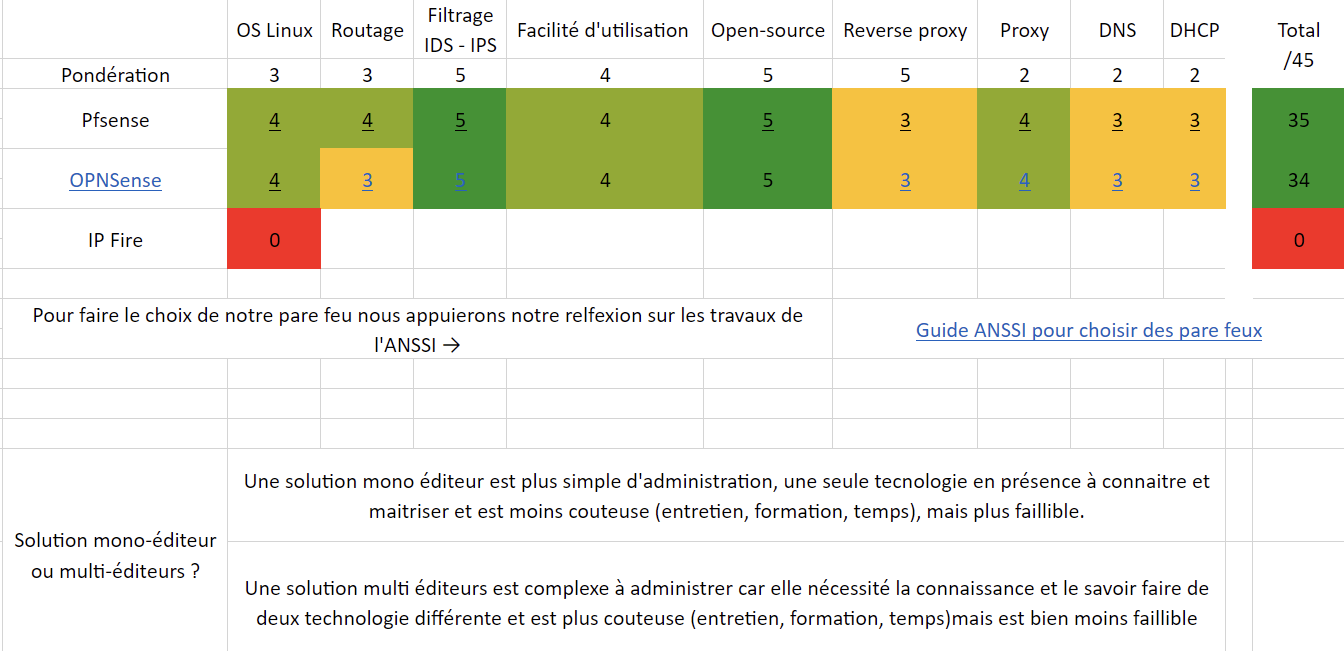 OS Linux Routage Filtrage IDS - IPS Facilité d'utilisation Open-source Reverse proxy Proxy DNS DHCP Total /45
Pondération 3 3 5 4 5 5 2 2 2
Pfsense 4 4 5 4 5 3 4 3 3 35
OPNSense 4 3 5 4 5 3 4 3 3 34
IP Fire 0 0
Pour faire le choix de notre pare feu nous appuierons notre relfexion sur les travaux de
l'ANSSI →
Guide ANSSI pour choisir des pare feux
Solution mono-éditeur
ou multi-éditeurs ?
Une solution mono éditeur est plus simple d'administration, une seule tecnologie en présence à connaitre et
maitriser et est moins couteuse (entretien, formation, temps), mais plus faillible.
Une solution multi éditeurs est complexe à administrer car elle nécessité la connaissance et le savoir faire de
deux technologie différente et est plus couteuse (entretien, formation, temps)mais est bien moins faillible